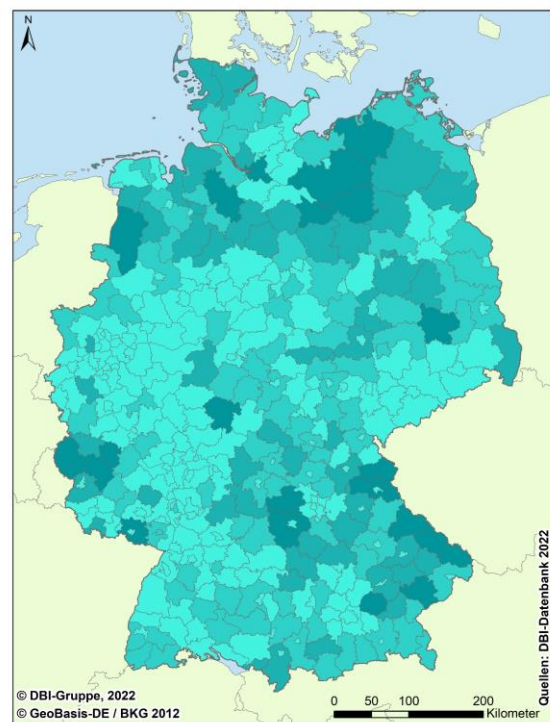 N
Quellen: DBI-Datenbank 2022
© DBI-Gruppe, 2022
© GeoBasis-DE / BKG 2012
0 50 100 200
Kilometer